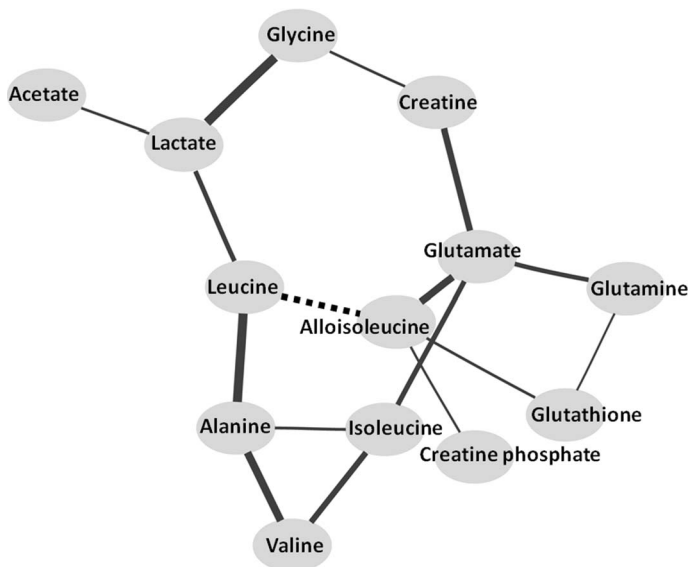 Glycine
Acetate
Creatine
Lactate
Glutamate
Leucine
Glutamine
Alloisoleucine
Glutathione
Alanine
Isoleucine
Creatine phosphate
Valine